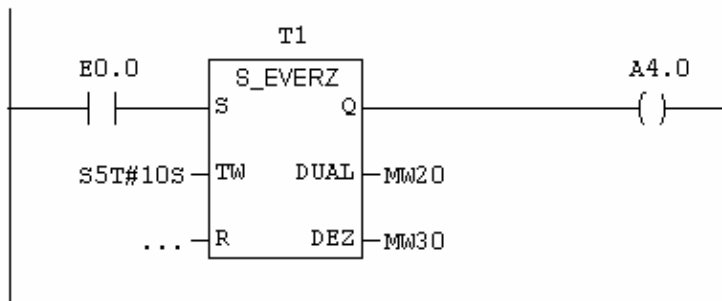 T1
E0.0
S_EVERZ
A4.0
S
Q
S5T#10S
TW
DUAL
MW20
...
R
DEZ
MW30